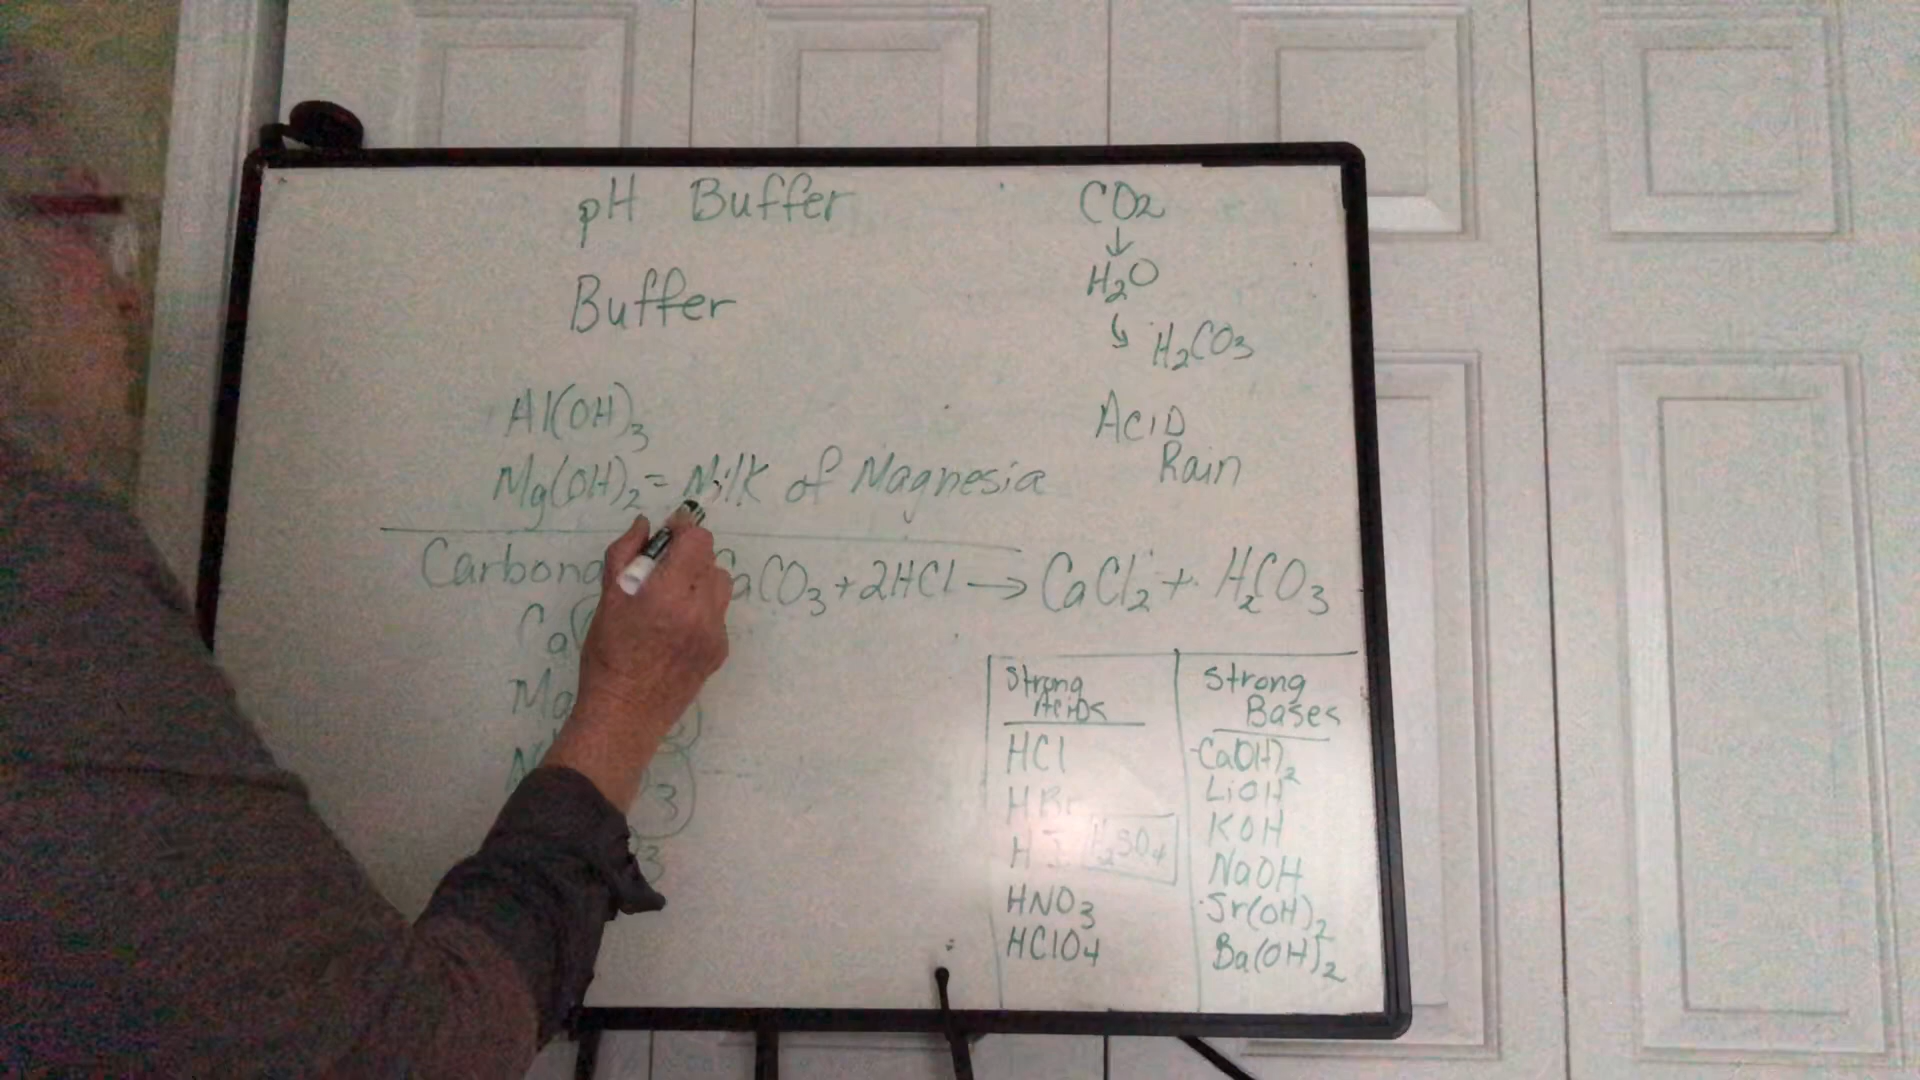 pH Buffer
Buffer
CO2
↓
H2O
↳ H2CO3
Acid
Rain
Al(OH)3
Mg(OH)2 = Milk of Magnesia
CaCO3 + 2HCl → CaCl2 + H2CO3
Strong
Acids
HCl
HBr
HI H2SO4
HNO3
HClO4
Strong
Bases
Ca(OH)2
LiOH
KOH
NaOH
Sr(OH)2
Ba(OH)2